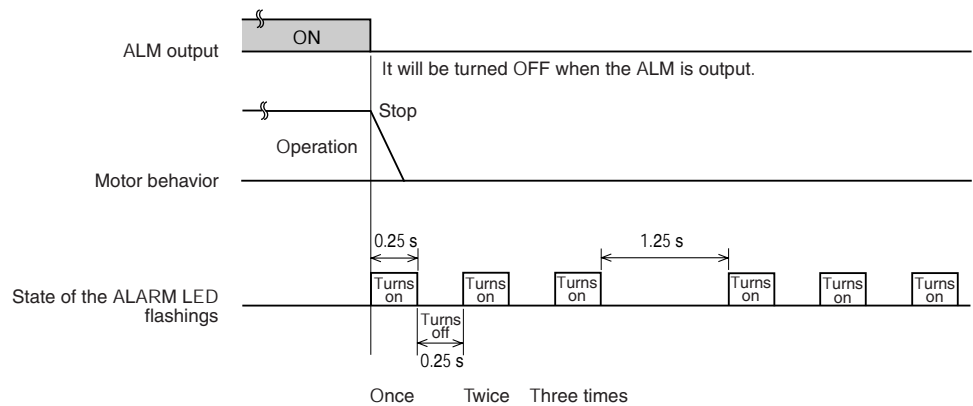 ON
ALM output
It will be turned OFF when the ALM is output.
Stop
Operation
Motor behavior
0.25 s
1.25 s
Turns
on
Turns
on
Turns
on
Turns
on
Turns
on
Turns
on
State of the ALARM LED
flashings
Turns
off
0.25 s
Once Twice Three times